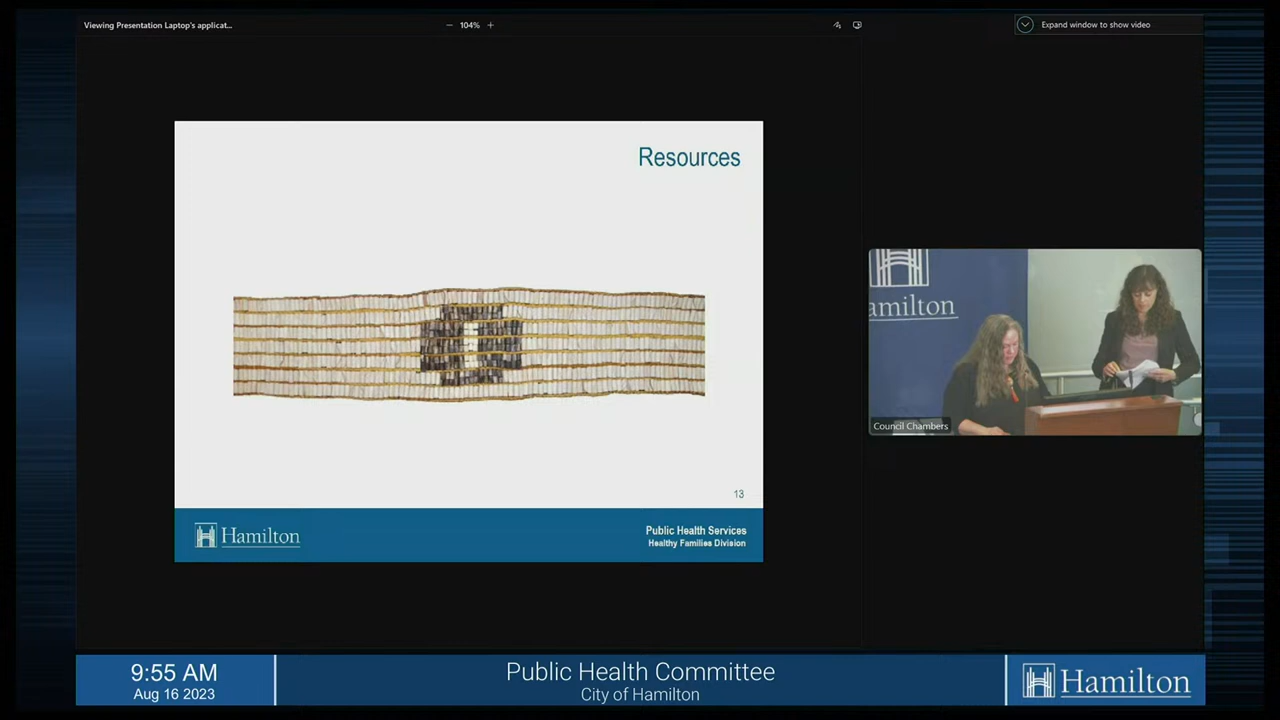 Viewing Presentation Laptop's applicat...
104%
Expand window to show video
Resources
13
Hamilton
Public Health Services
Healthy Families Division
amilton
Council Chambers
9:55 AM
Aug 16 2023
Public Health Committee
City of Hamilton
Hamilton